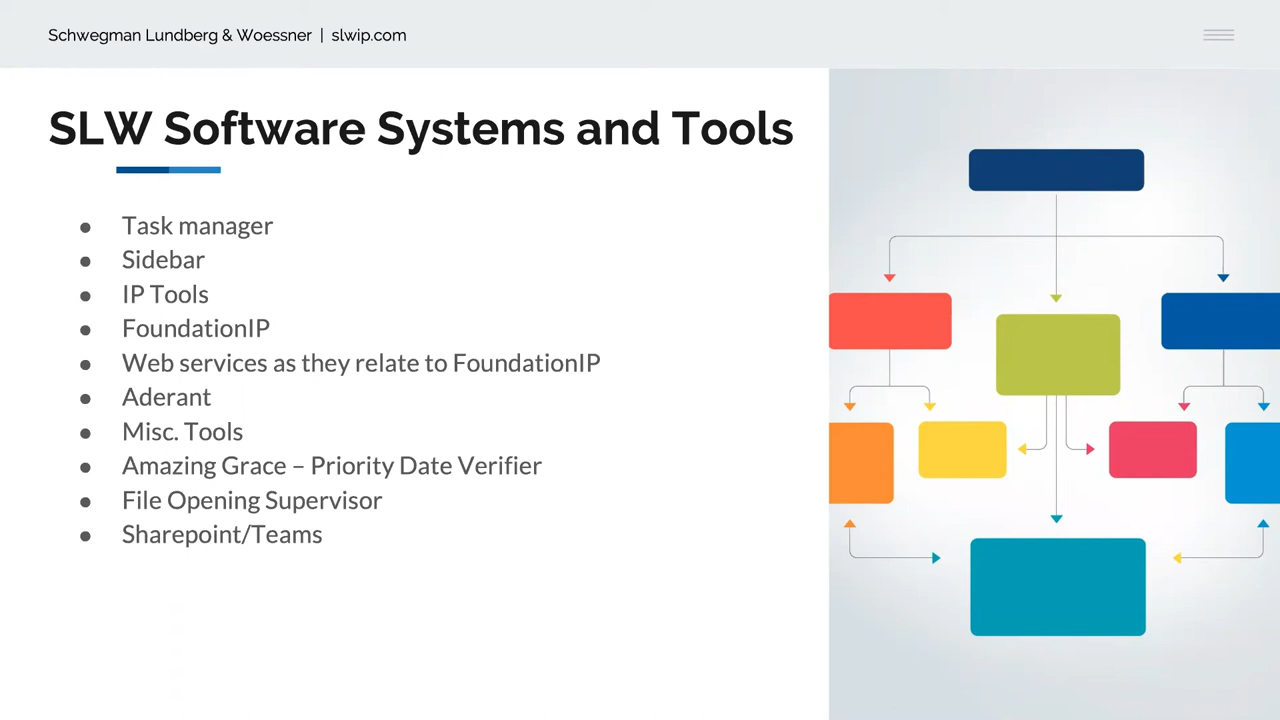 Schwegman Lundberg & Woessner | slwip.com
SLW Software Systems and Tools
● Task manager
● Sidebar
● IP Tools
● FoundationIP
● Web services as they relate to FoundationIP
● Aderant
● Misc. Tools
● Amazing Grace – Priority Date Verifier
● File Opening Supervisor
● Sharepoint/Teams